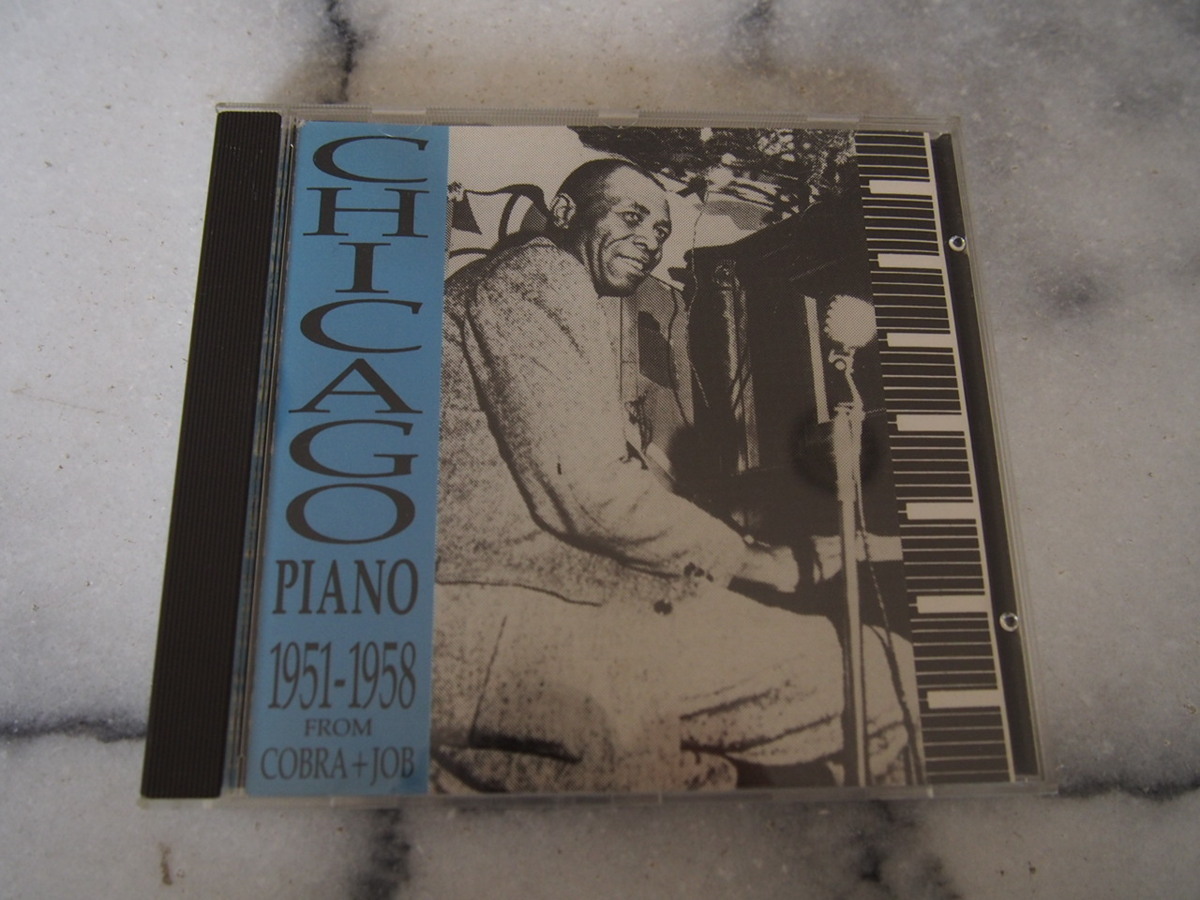 CHICAGO
PIANO
1951-1958
FROM
COBRA+JOB